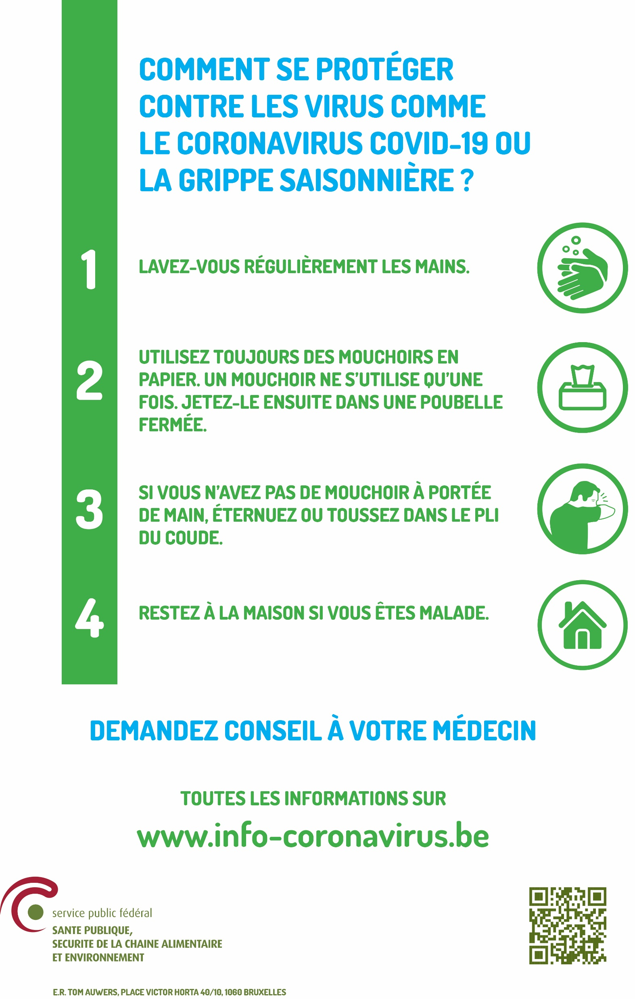 COMMENT SE PROTÉGER
CONTRE LES VIRUS COMME
LE CORONAVIRUS COVID-19 OU
LA GRIPPE SAISONNIÈRE ?
1
LAVEZ-VOUS RÉGULIÈREMENT LES MAINS.
2
UTILISEZ TOUJOURS DES MOUCHOIRS EN
PAPIER. UN MOUCHOIR NE S’UTILISE QU’UNE
FOIS. JETEZ-LE ENSUITE DANS UNE POUBELLE
FERMÉE.
3
SI VOUS N’AVEZ PAS DE MOUCHOIR À PORTÉE
DE MAIN, ÉTERNUEZ OU TOUSSEZ DANS LE PLI
DU COUDE.
4
RESTEZ À LA MAISON SI VOUS ÊTES MALADE.
DEMANDEZ CONSEIL À VOTRE MÉDECIN
TOUTES LES INFORMATIONS SUR
www.info-coronavirus.be
service public fédéral
SANTE PUBLIQUE,
SECURITE DE LA CHAINE ALIMENTAIRE
ET ENVIRONNEMENT
E.R. TOM AUWERS, PLACE VICTOR HORTA 40/10, 1060 BRUXELLES